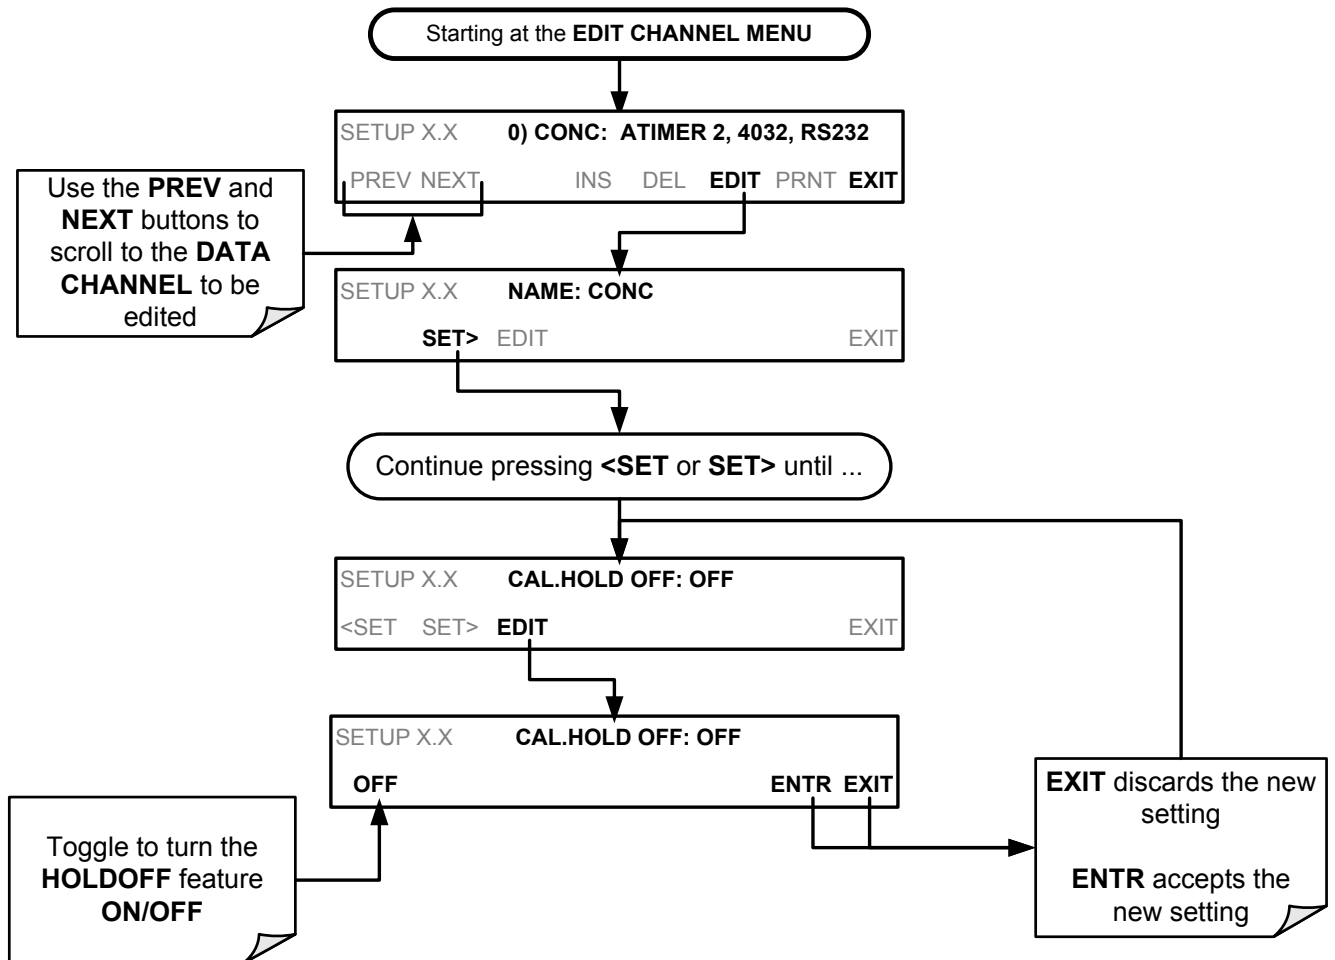 Starting at the EDIT CHANNEL MENU
SETUP X.X 0) CONC: ATIMER 2, 4032, RS232
PREV NEXT INS DEL EDIT PRNT EXIT
Use the PREV and
NEXT buttons to
scroll to the DATA
CHANNEL to be
edited
SETUP X.X NAME: CONC
SET> EDIT EXIT
Continue pressing <SET or SET> until ...
SETUP X.X CAL.HOLD OFF: OFF
<SET SET> EDIT EXIT
SETUP X.X CAL.HOLD OFF: OFF
OFF ENTR EXIT
Toggle to turn the
HOLDOFF feature
ON/OFF
EXIT discards the new
setting
ENTR accepts the
new setting